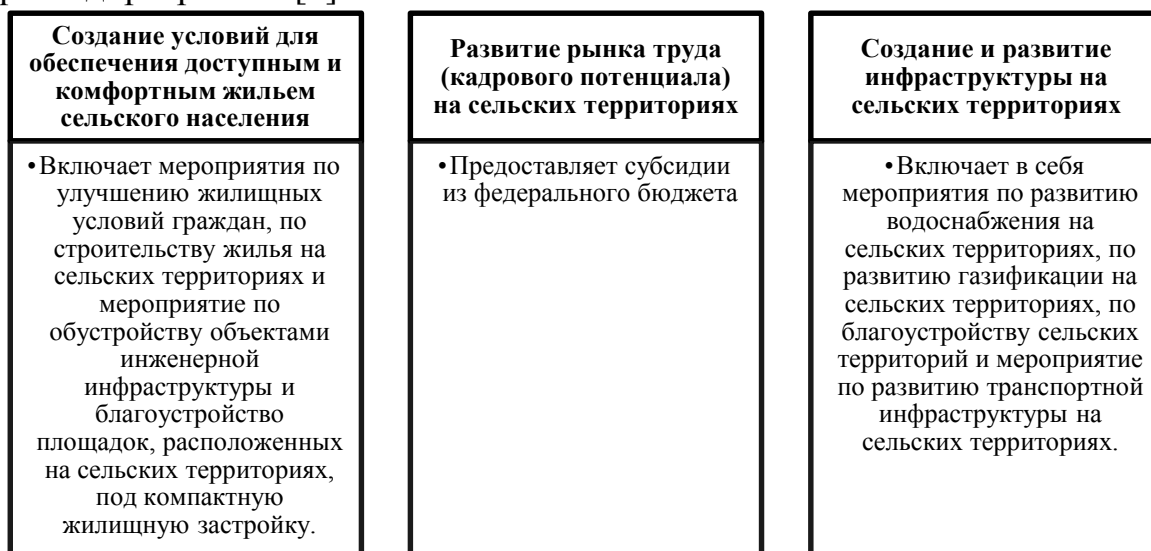 Создание условий для
обеспечения доступным и
комфортным жильем
сельского населения
•Включает мероприятия по
улучшению жилищных
условий граждан, по
строительству жилья на
сельских территориях и
мероприятие по
обустройству объектами
инженерной
инфраструктуры и
благоустройство
площадок, расположенных
на сельских территориях,
под компактную
жилищную застройку.
Развитие рынка труда
(кадрового потенциала)
на сельских территориях
•Предоставляет субсидии
из федерального бюджета
Создание и развитие
инфраструктуры на
сельских территориях
•Включает в себя
мероприятия по развитию
водоснабжения на
сельских территориях, по
развитию газификации на
сельских территориях, по
благоустройству сельских
территорий и мероприятие
по развитию транспортной
инфраструктуры на
сельских территориях.